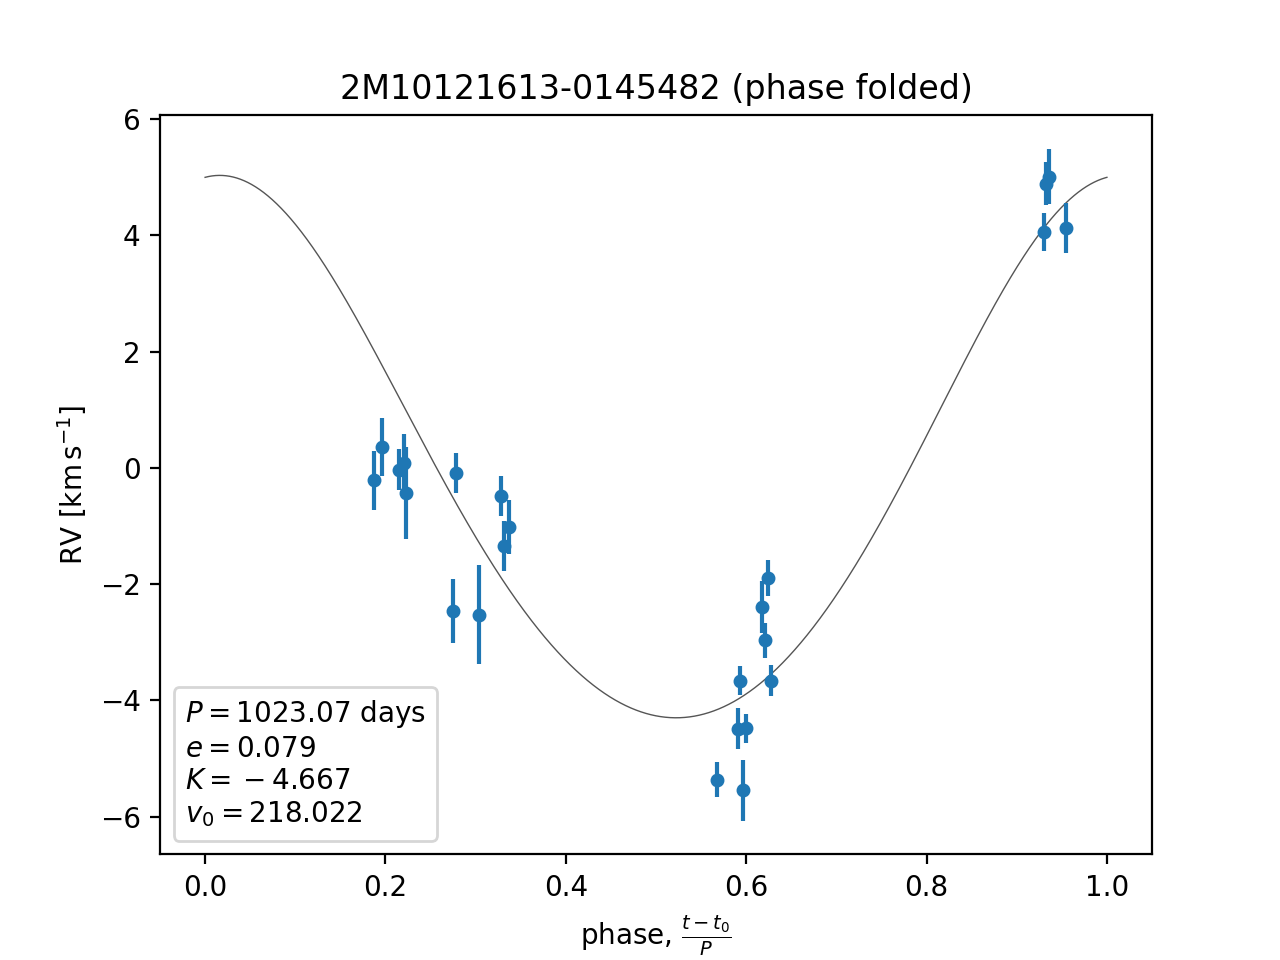 2M10121613-0145482 (phase folded)
6
4
2
0
−2
−4
−6
RV [km s⁻¹]
P = 1023.07 days
e = 0.079
K = −4.667
v₀ = 218.022
0.0 0.2 0.4 0.6 0.8 1.0
phase, (t − t₀)/P